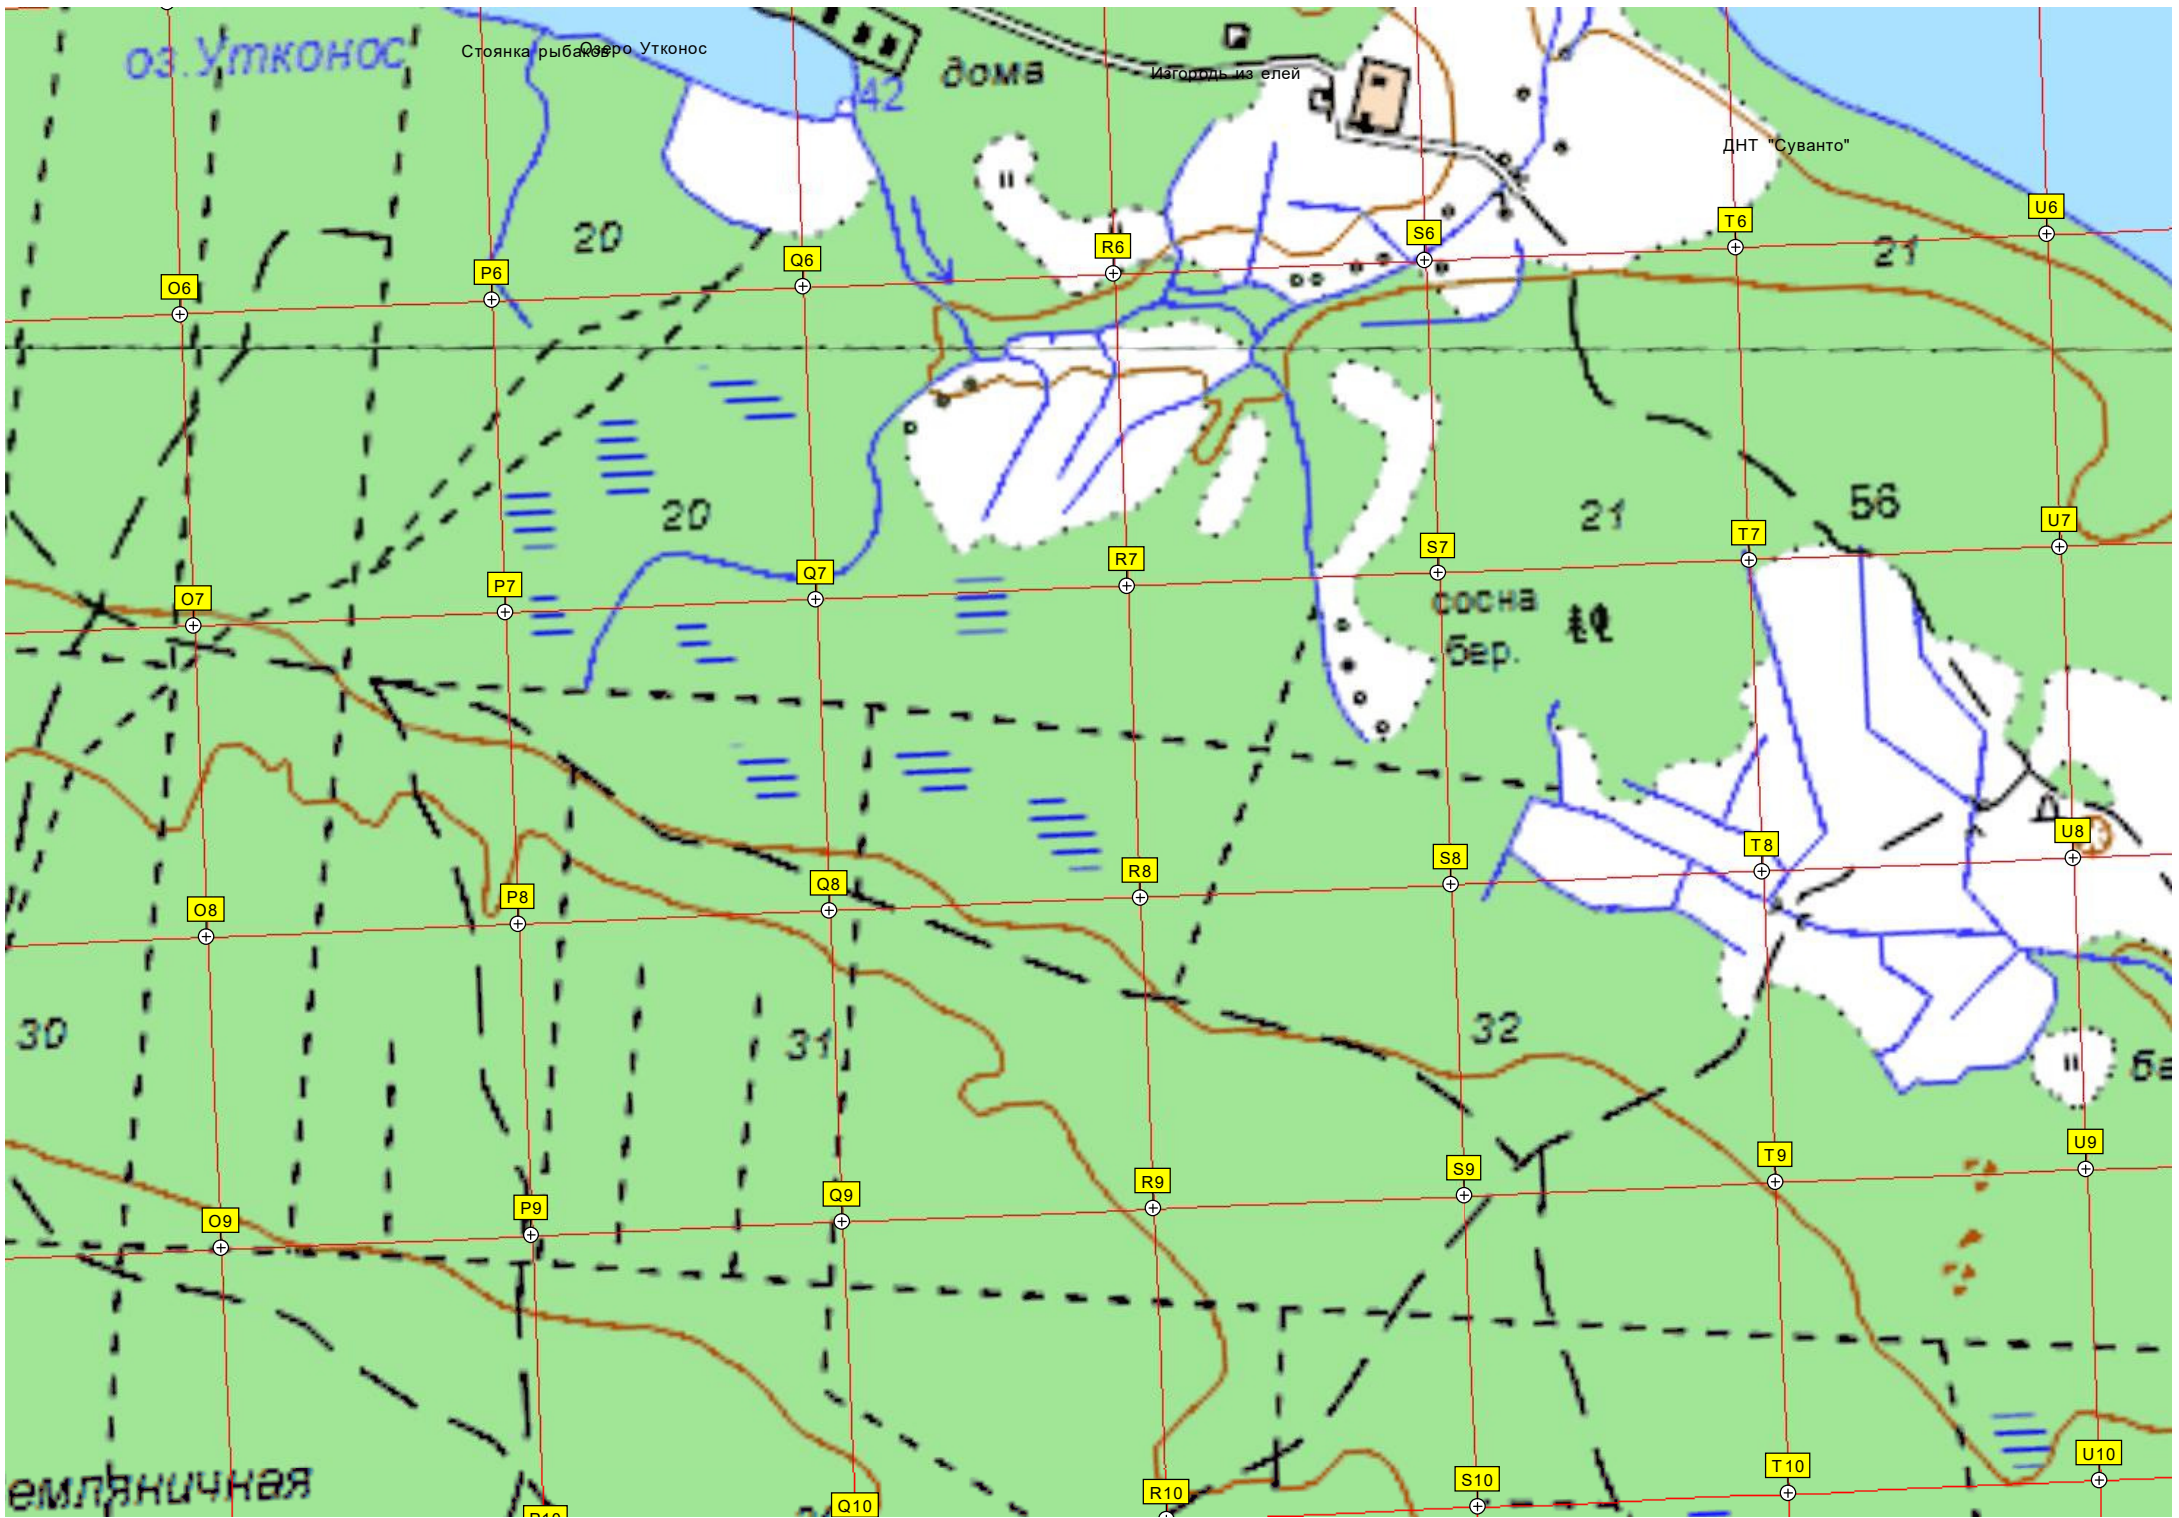 оз.Утконос
Стоянка рыбаков
Озеро Утконос
42
дома
Изгородь из елей
ДНТ "Суванто"
20
21
O6
P6
Q6
R6
S6
T6
U6
20
21
56
O7
P7
Q7
R7
S7
T7
U7
сосна
бер.
O8
P8
Q8
R8
S8
T8
U8
30
31
32
O9
P9
Q9
R9
S9
T9
U9
емляничная
P10
Q10
R10
S10
T10
U10